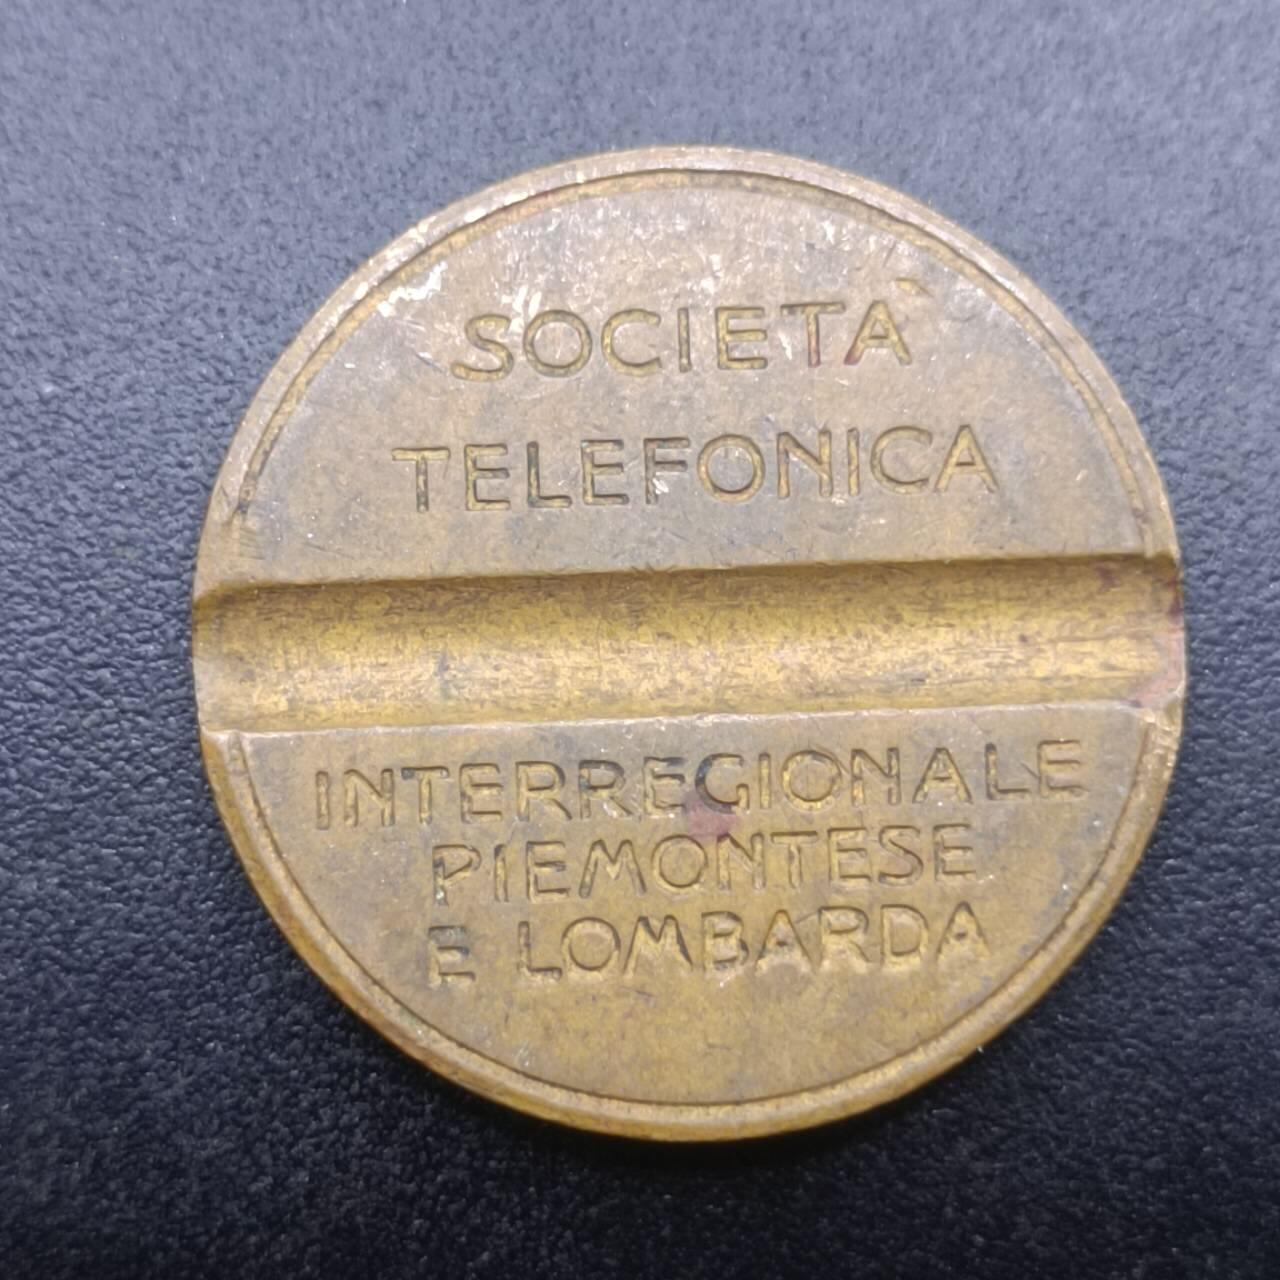 SOCIETÀ
TELEFONICA
INTERREGIONALE
PIEMONTESE
E LOMBARDA